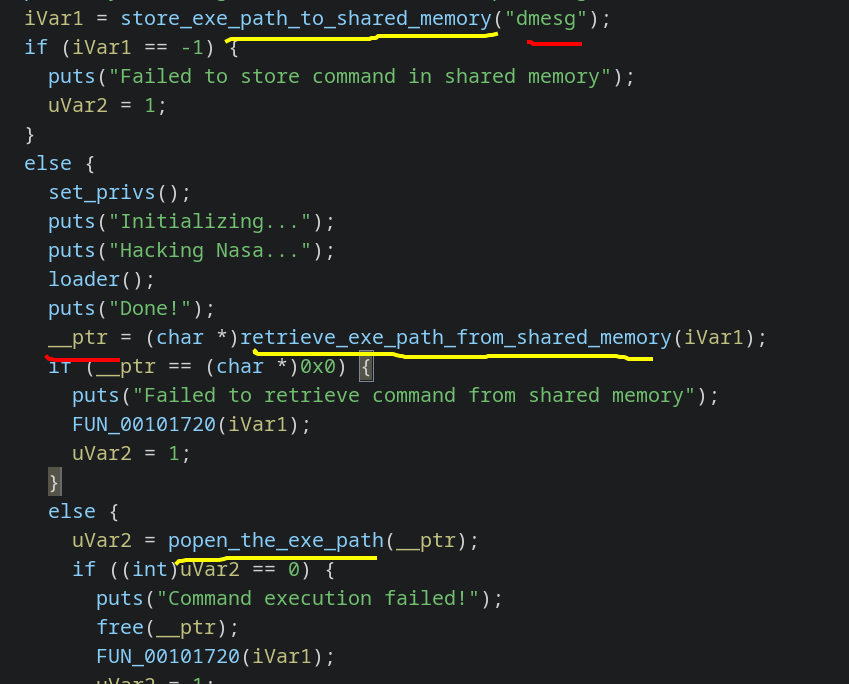 iVar1 = store_exe_path_to_shared_memory("dmesg");
if (iVar1 == -1) {
puts("Failed to store command in shared memory");
uVar2 = 1;
}
else {
set_privs();
puts("Initializing...");
puts("Hacking Nasa...");
loader();
puts("Done!");
__ptr = (char *)retrieve_exe_path_from_shared_memory(iVar1);
if (__ptr == (char *)0x0) {
puts("Failed to retrieve command from shared memory");
FUN_00101720(iVar1);
uVar2 = 1;
}
else {
uVar2 = popen_the_exe_path(__ptr);
if ((int)uVar2 == 0) {
puts("Command execution failed!");
free(__ptr);
FUN_00101720(iVar1);
uVar2 = 1;